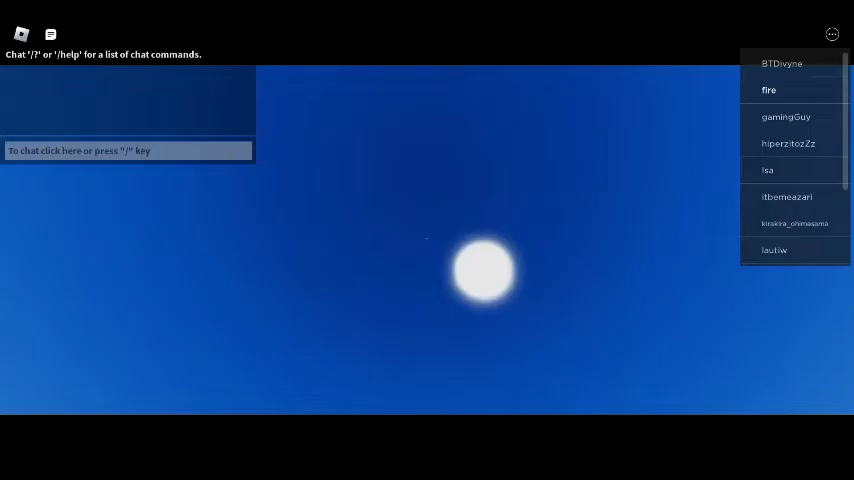 Chat '/?' or '/help' for a list of chat commands.
To chat click here or press "/" key
BTDivyne
fire
gamingGuy
hiperzitozZz
Isa
itbemeazari
kirakira_ohimesama
lautiw